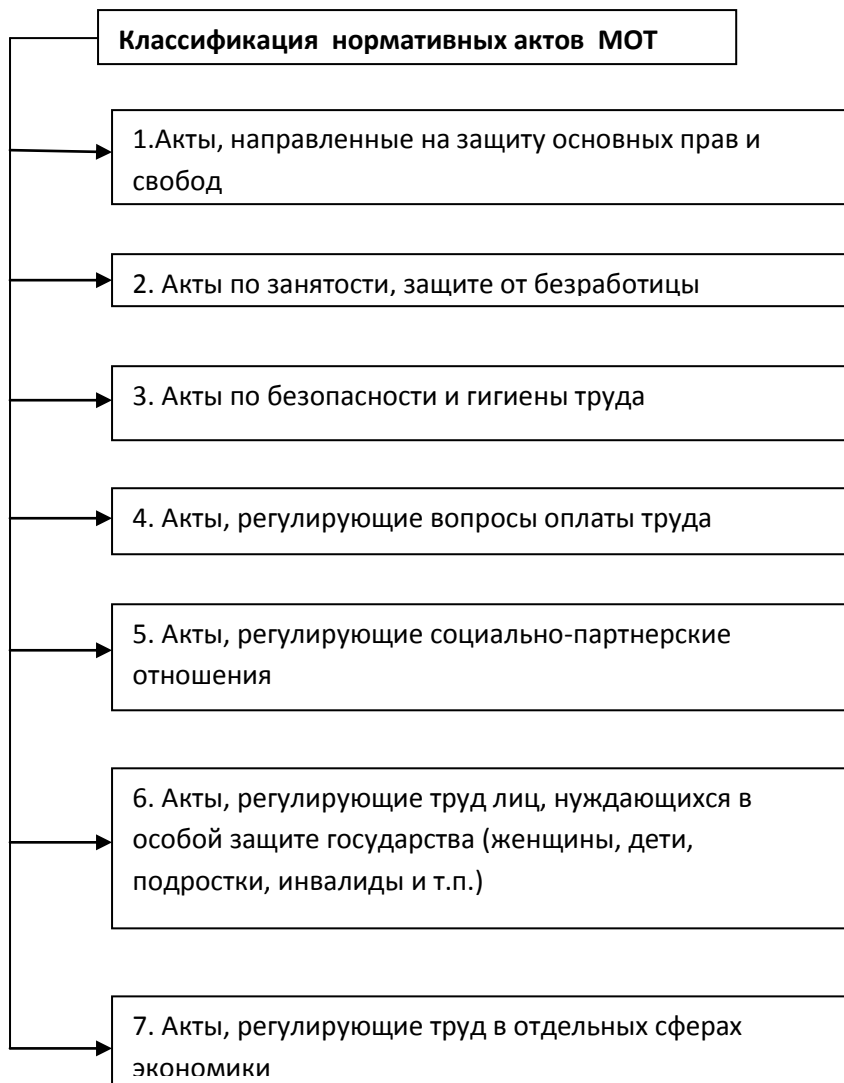 Классификация нормативных актов МОТ
1.Акты, направленные на защиту основных прав и
свобод
2. Акты по занятости, защите от безработицы
3. Акты по безопасности и гигиены труда
4. Акты, регулирующие вопросы оплаты труда
5. Акты, регулирующие социально-партнерские
отношения
6. Акты, регулирующие труд лиц, нуждающихся в
особой защите государства (женщины, дети,
подростки, инвалиды и т.п.)
7. Акты, регулирующие труд в отдельных сферах
экономики